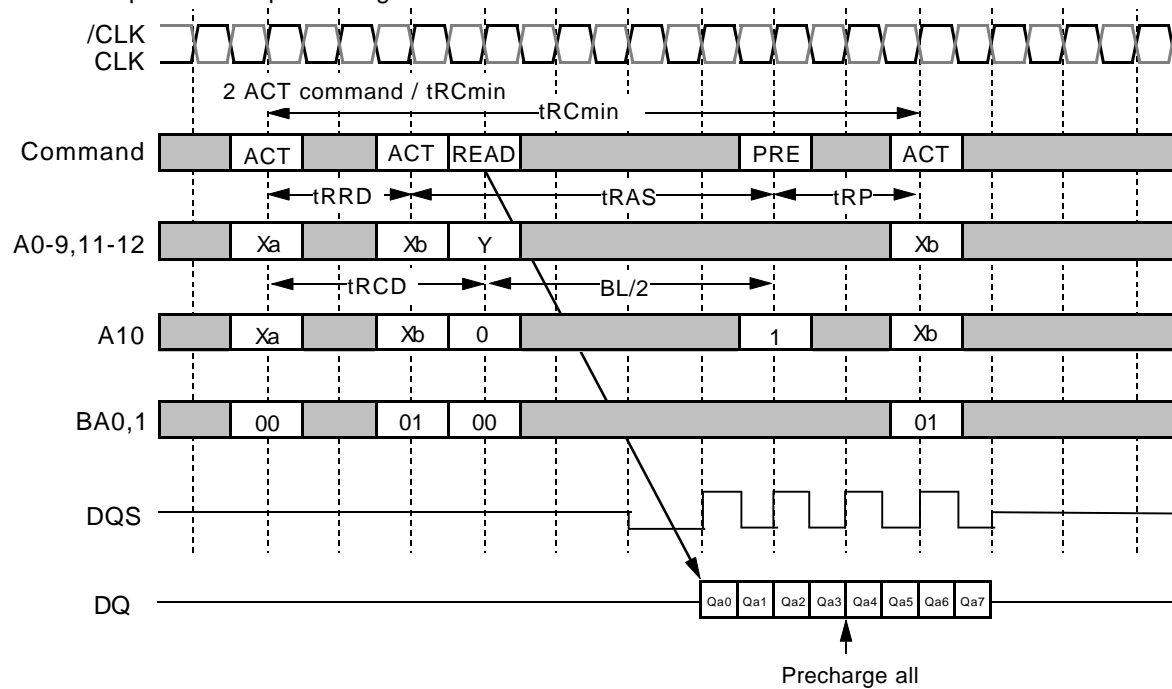 /CLK
CLK
2 ACT command / tRCmin
tRCmin
Command ACT ACT READ PRE ACT
tRRD tRAS tRP
A0-9,11-12 Xa Xb Y Xb
tRCD BL/2
A10 Xa Xb 0 1 Xb
BA0,1 00 01 00 01
DQS
DQ Qa0 Qa1 Qa2 Qa3 Qa4 Qa5 Qa6 Qa7
Precharge all